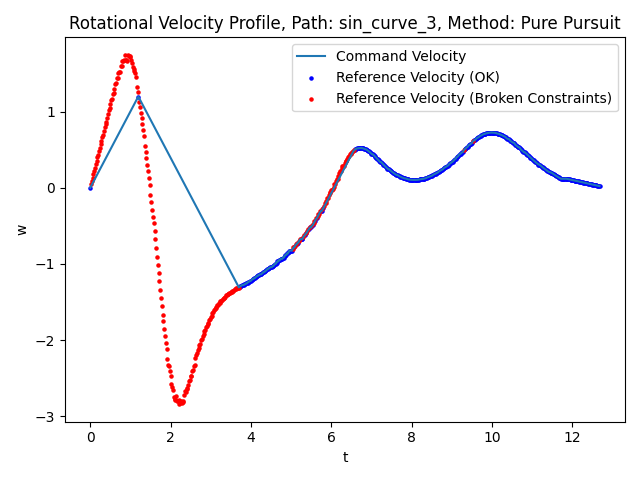 Rotational Velocity Profile, Path: sin_curve_3, Method: Pure Pursuit
Command Velocity
Reference Velocity (OK)
Reference Velocity (Broken Constraints)
1
0
−1
−2
−3
w
0 2 4 6 8 10 12
t